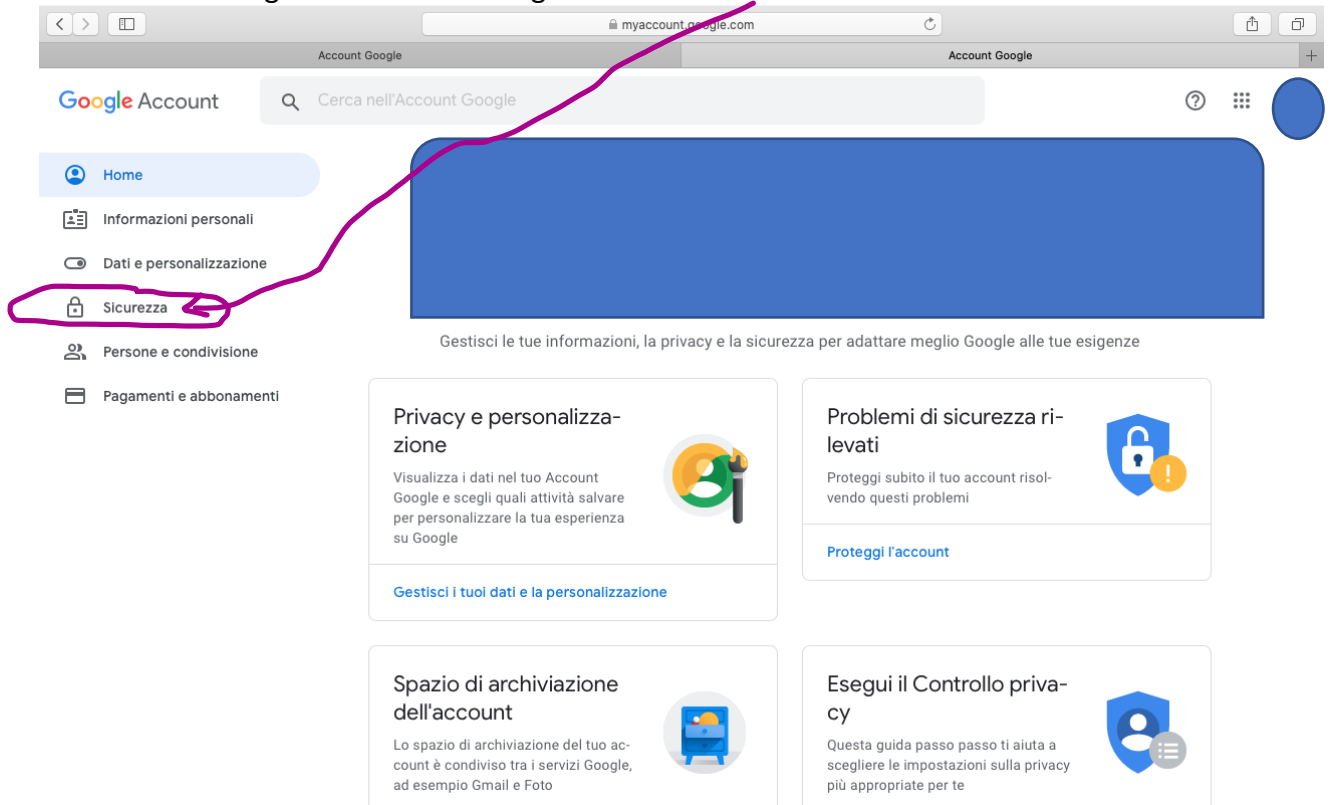 myaccount.google.com
Account Google
Account Google
Google Account
Cerca nell'Account Google
Home
Informazioni personali
Dati e personalizzazione
Sicurezza
Persone e condivisione
Pagamenti e abbonamenti
Gestisci le tue informazioni, la privacy e la sicurezza per adattare meglio Google alle tue esigenze
Privacy e personalizza-
zione
Visualizza i dati nel tuo Account
Google e scegli quali attività salvare
per personalizzare la tua esperienza
su Google
Gestisci i tuoi dati e la personalizzazione
Problemi di sicurezza ri-
levati
Proteggi subito il tuo account risol-
vendo questi problemi
Proteggi l'account
Spazio di archiviazione
dell'account
Lo spazio di archiviazione del tuo ac-
count è condiviso tra i servizi Google,
ad esempio Gmail e Foto
Esegui il Controllo priva-
cy
Questa guida passo passo ti aiuta a
scegliere le impostazioni sulla privacy
più appropriate per te